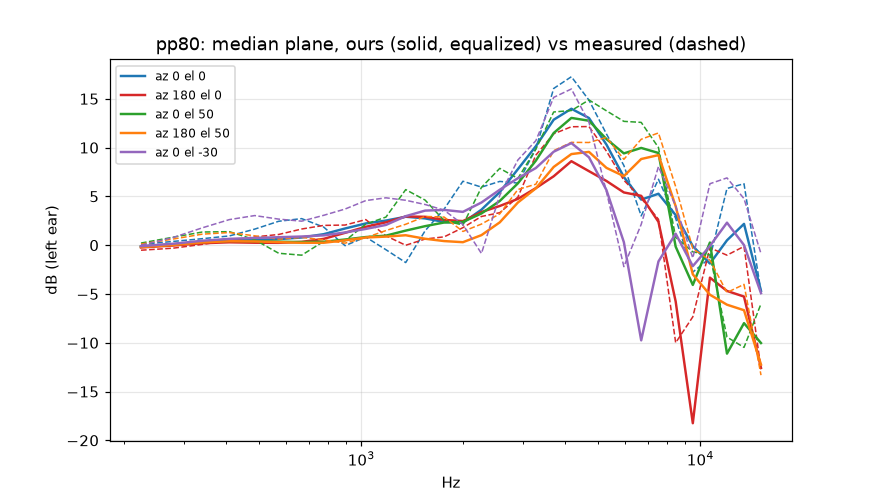 pp80: median plane, ours (solid, equalized) vs measured (dashed)
az 0 el 0
az 180 el 0
az 0 el 50
az 180 el 50
az 0 el -30
dB (left ear)
15
10
5
0
−5
−10
−15
−20
10³
10⁴
Hz